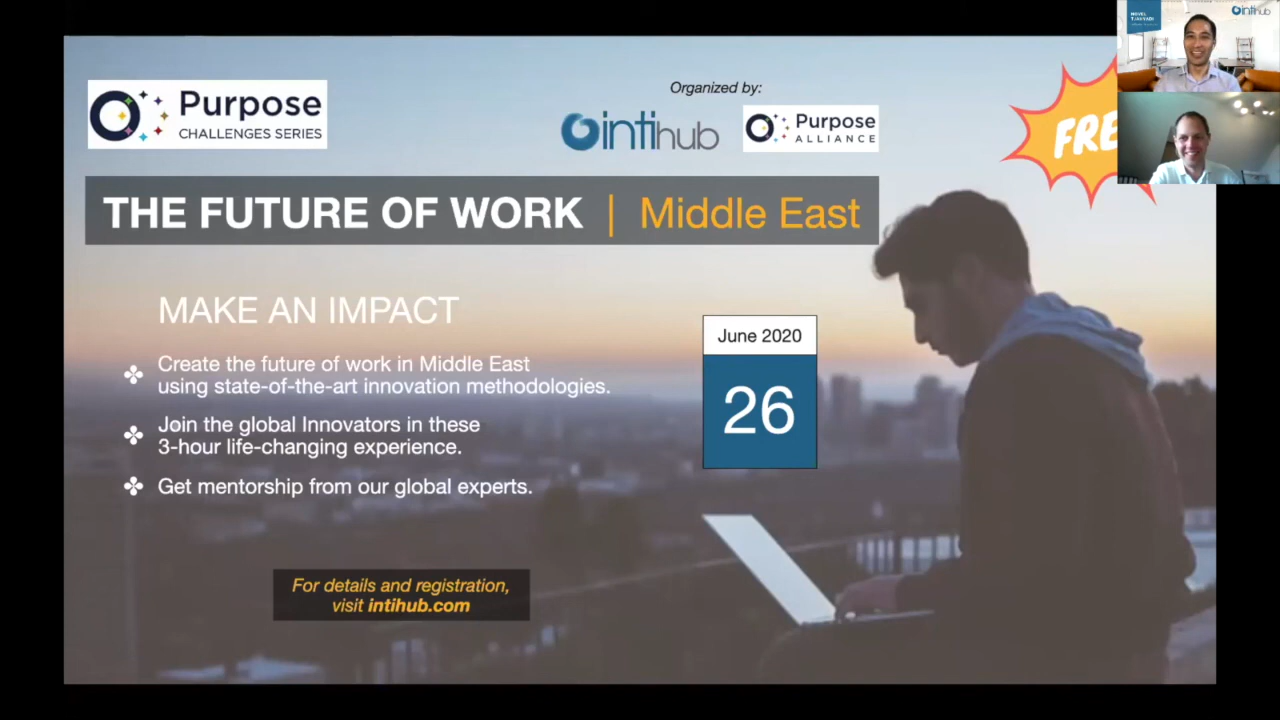 Purpose
CHALLENGES SERIES
Organized by:
intihub
Purpose
ALLIANCE
FRE
intihub
THE FUTURE OF WORK | Middle East
MAKE AN IMPACT
Create the future of work in Middle East
using state-of-the-art innovation methodologies.
Join the global Innovators in these
3-hour life-changing experience.
Get mentorship from our global experts.
June 2020
26
For details and registration,
visit intihub.com